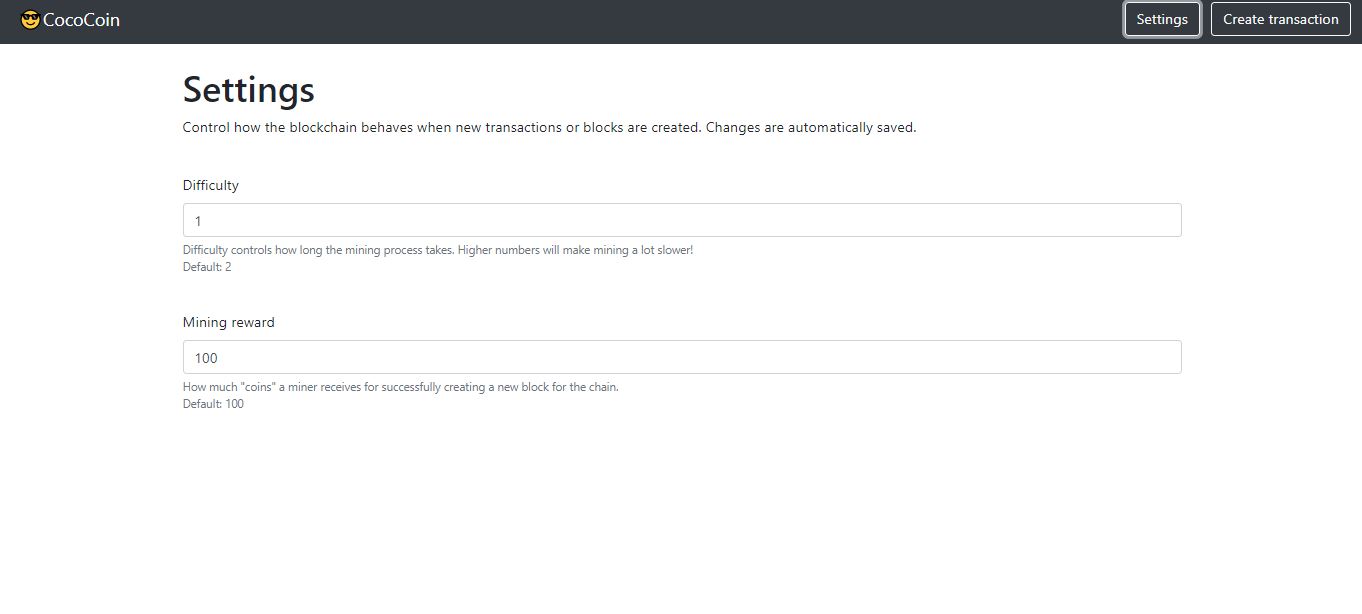 CocoCoin
Settings
Create transaction
Settings
Control how the blockchain behaves when new transactions or blocks are created. Changes are automatically saved.
Difficulty
1
Difficulty controls how long the mining process takes. Higher numbers will make mining a lot slower!
Default: 2
Mining reward
100
How much "coins" a miner receives for successfully creating a new block for the chain.
Default: 100